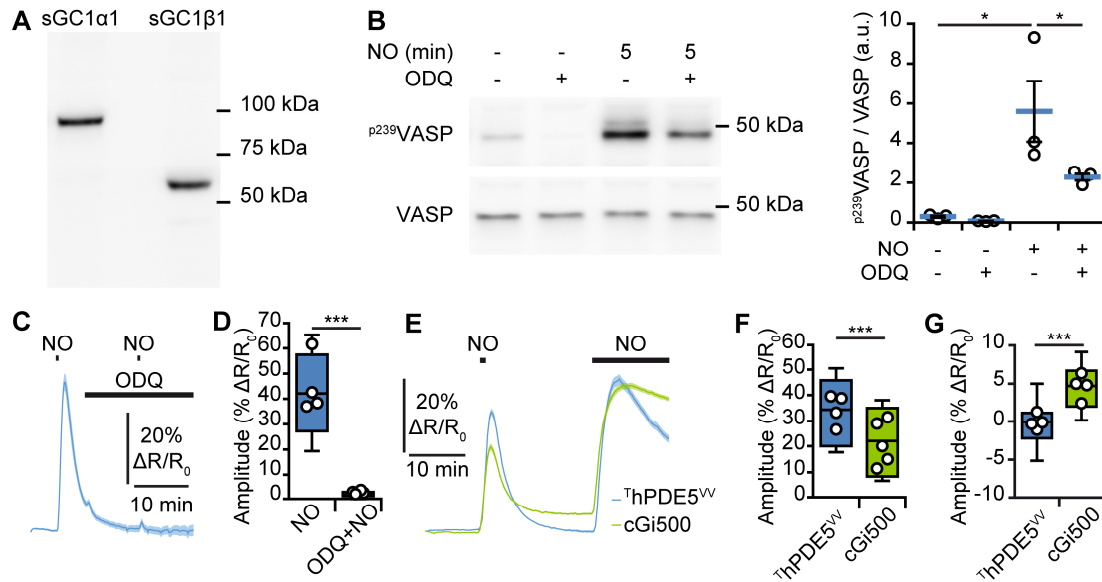 A
sGC1α1
sGC1β1
100 kDa
75 kDa
50 kDa
B
NO (min) - - 5 5
ODQ - + - +
p239VASP
50 kDa
VASP
50 kDa
p239VASP / VASP (a.u.)
10
8
6
4
2
0
* *
NO - - + +
ODQ - + - +
C
NO NO
ODQ
20%
ΔR/R0
10 min
D
Amplitude (% ΔR/R0)
70
60
50
40
30
20
10
0
***
NO
ODQ+NO
E
NO NO
20%
ΔR/R0
10 min
ThPDE5VV
cGi500
F
Amplitude (% ΔR/R0)
60
50
40
30
20
10
0
***
ThPDE5VV
cGi500
G
Amplitude (% ΔR/R0)
10
5
0
-5
-10
***
ThPDE5VV
cGi500